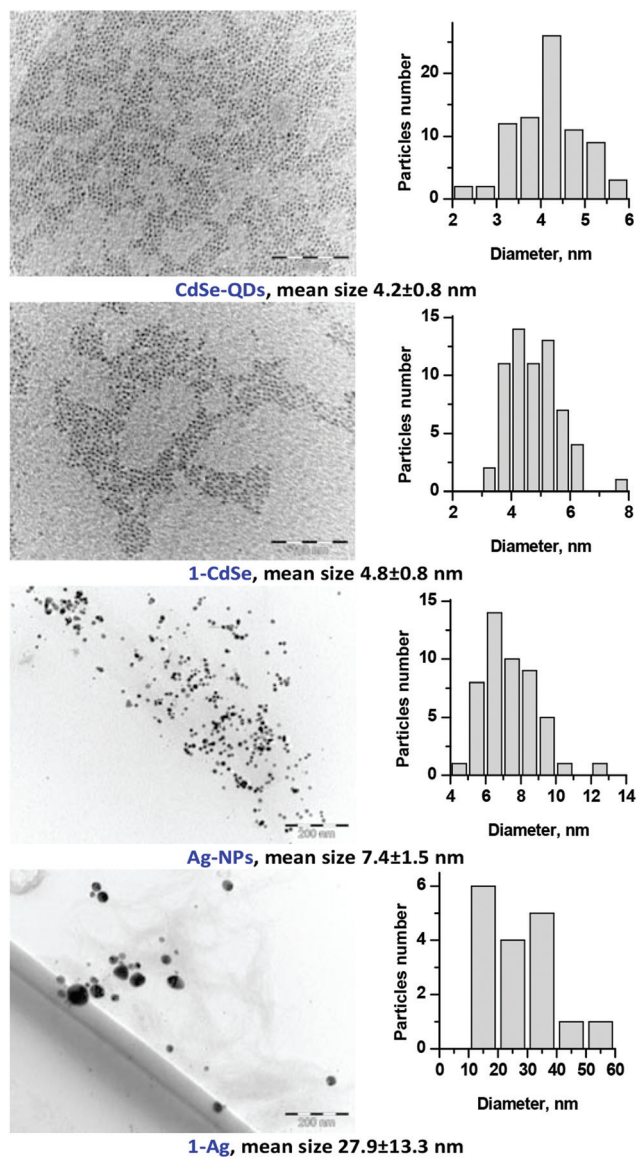 Particles number
20
10
0
2 3 4 5 6
Diameter, nm
CdSe-QDs, mean size 4.2±0.8 nm
Particles number
15
10
5
0
2 4 6 8
Diameter, nm
1-CdSe, mean size 4.8±0.8 nm
200 nm
Particles number
15
10
5
0
4 6 8 10 12 14
Diameter, nm
Ag-NPs, mean size 7.4±1.5 nm
200 nm
Particles number
6
4
2
0
0 10 20 30 40 50 60
Diameter, nm
1-Ag, mean size 27.9±13.3 nm